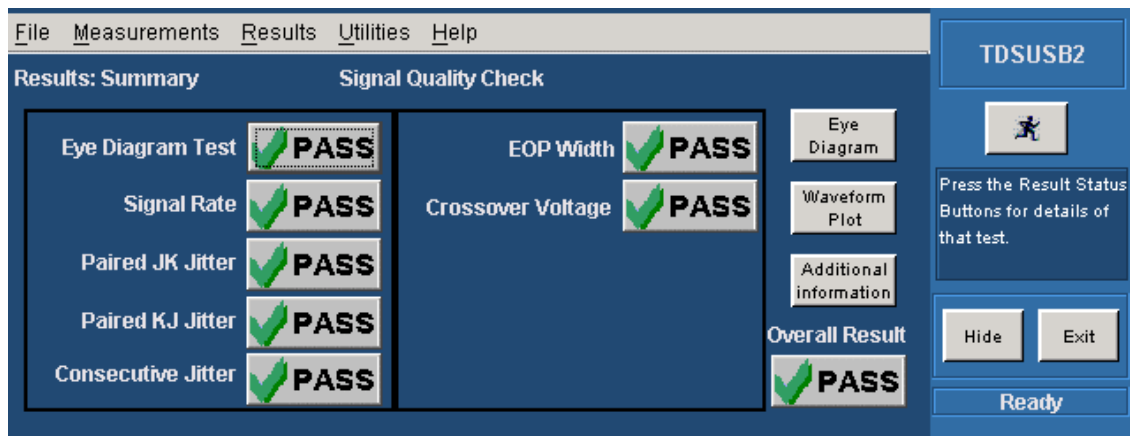 File Measurements Results Utilities Help
TDSUSB2
Results: Summary Signal Quality Check
Eye Diagram Test PASS
Signal Rate PASS
Paired JK Jitter PASS
Paired KJ Jitter PASS
Consecutive Jitter PASS
EOP Width PASS
Crossover Voltage PASS
Eye
Diagram
Waveform
Plot
Additional
information
Overall Result
PASS
Press the Result Status
Buttons for details of
that test.
Hide Exit
Ready